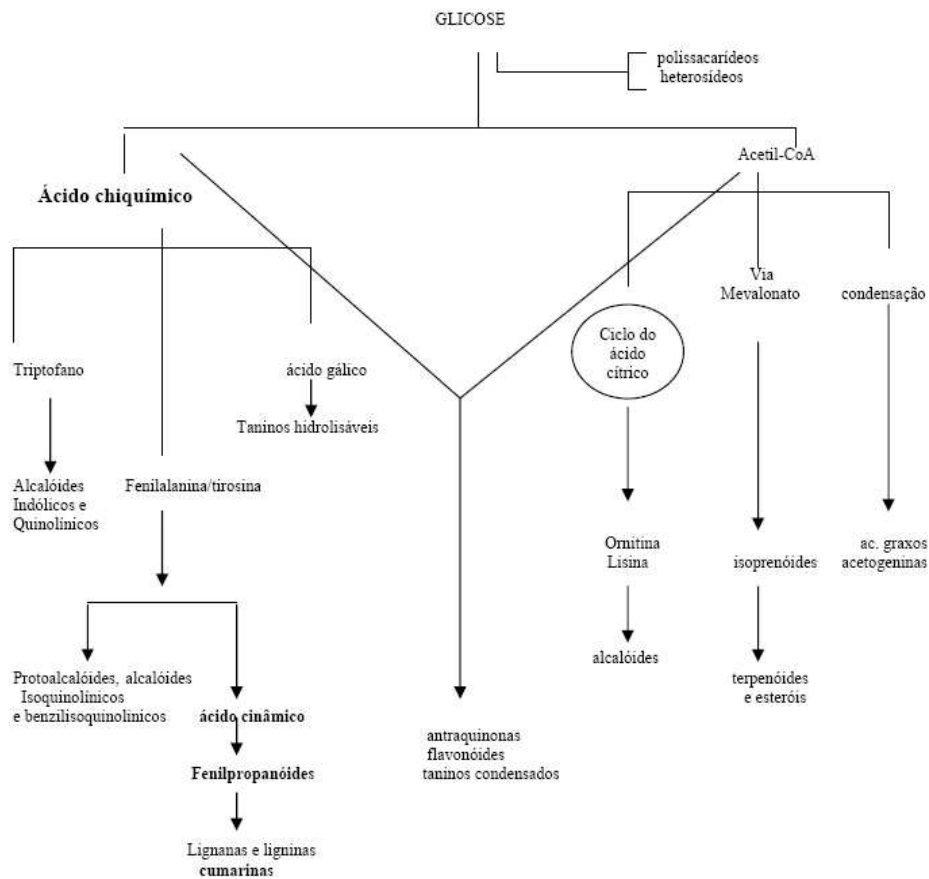 GLICOSE
polissacarídeos
heterosídeos
Acetil-CoA
Ácido chiquímico
Via
Mevalonato
condensação
Ciclo do
ácido
cítrico
Triptofano
ácido gálico
Taninos hidrolisáveis
Alcalóides
Indólicos e
Quinolínicos
Fenilalanina/tirosina
Ornitina
Lisina
isoprenóides
ac. graxos
acetogeninas
alcalóides
terpenóides
e esteróis
Protoalcalóides, alcalóides
Isoquinolínicos
e benzilisoquinolinicos
ácido cinâmico
antraquinonas
flavonóides
taninos condensados
Fenilpropanóides
Lignanas e ligninas
cumarinas